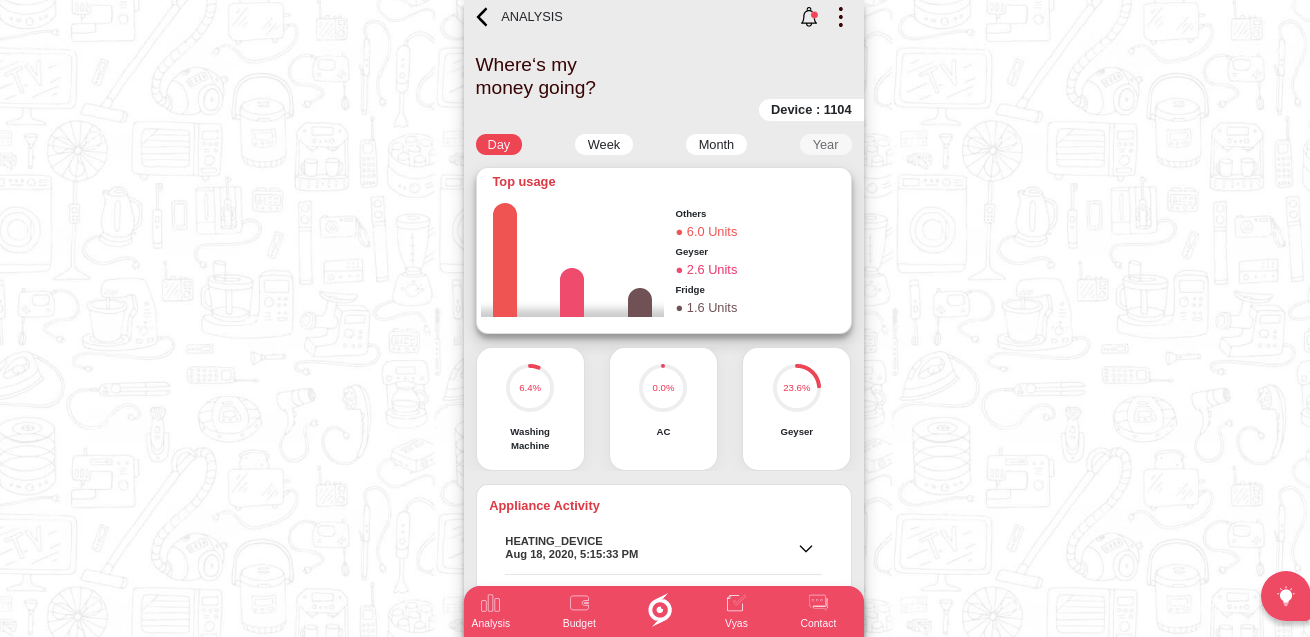 ANALYSIS
Where‘s my
money going?
Device : 1104
Day
Week
Month
Year
Top usage
Others
● 6.0 Units
Geyser
● 2.6 Units
Fridge
● 1.6 Units
6.4%
0.0%
23.6%
Washing
Machine
AC
Geyser
Appliance Activity
HEATING_DEVICE
Aug 18, 2020, 5:15:33 PM
Analysis
Budget
Vyas
Contact